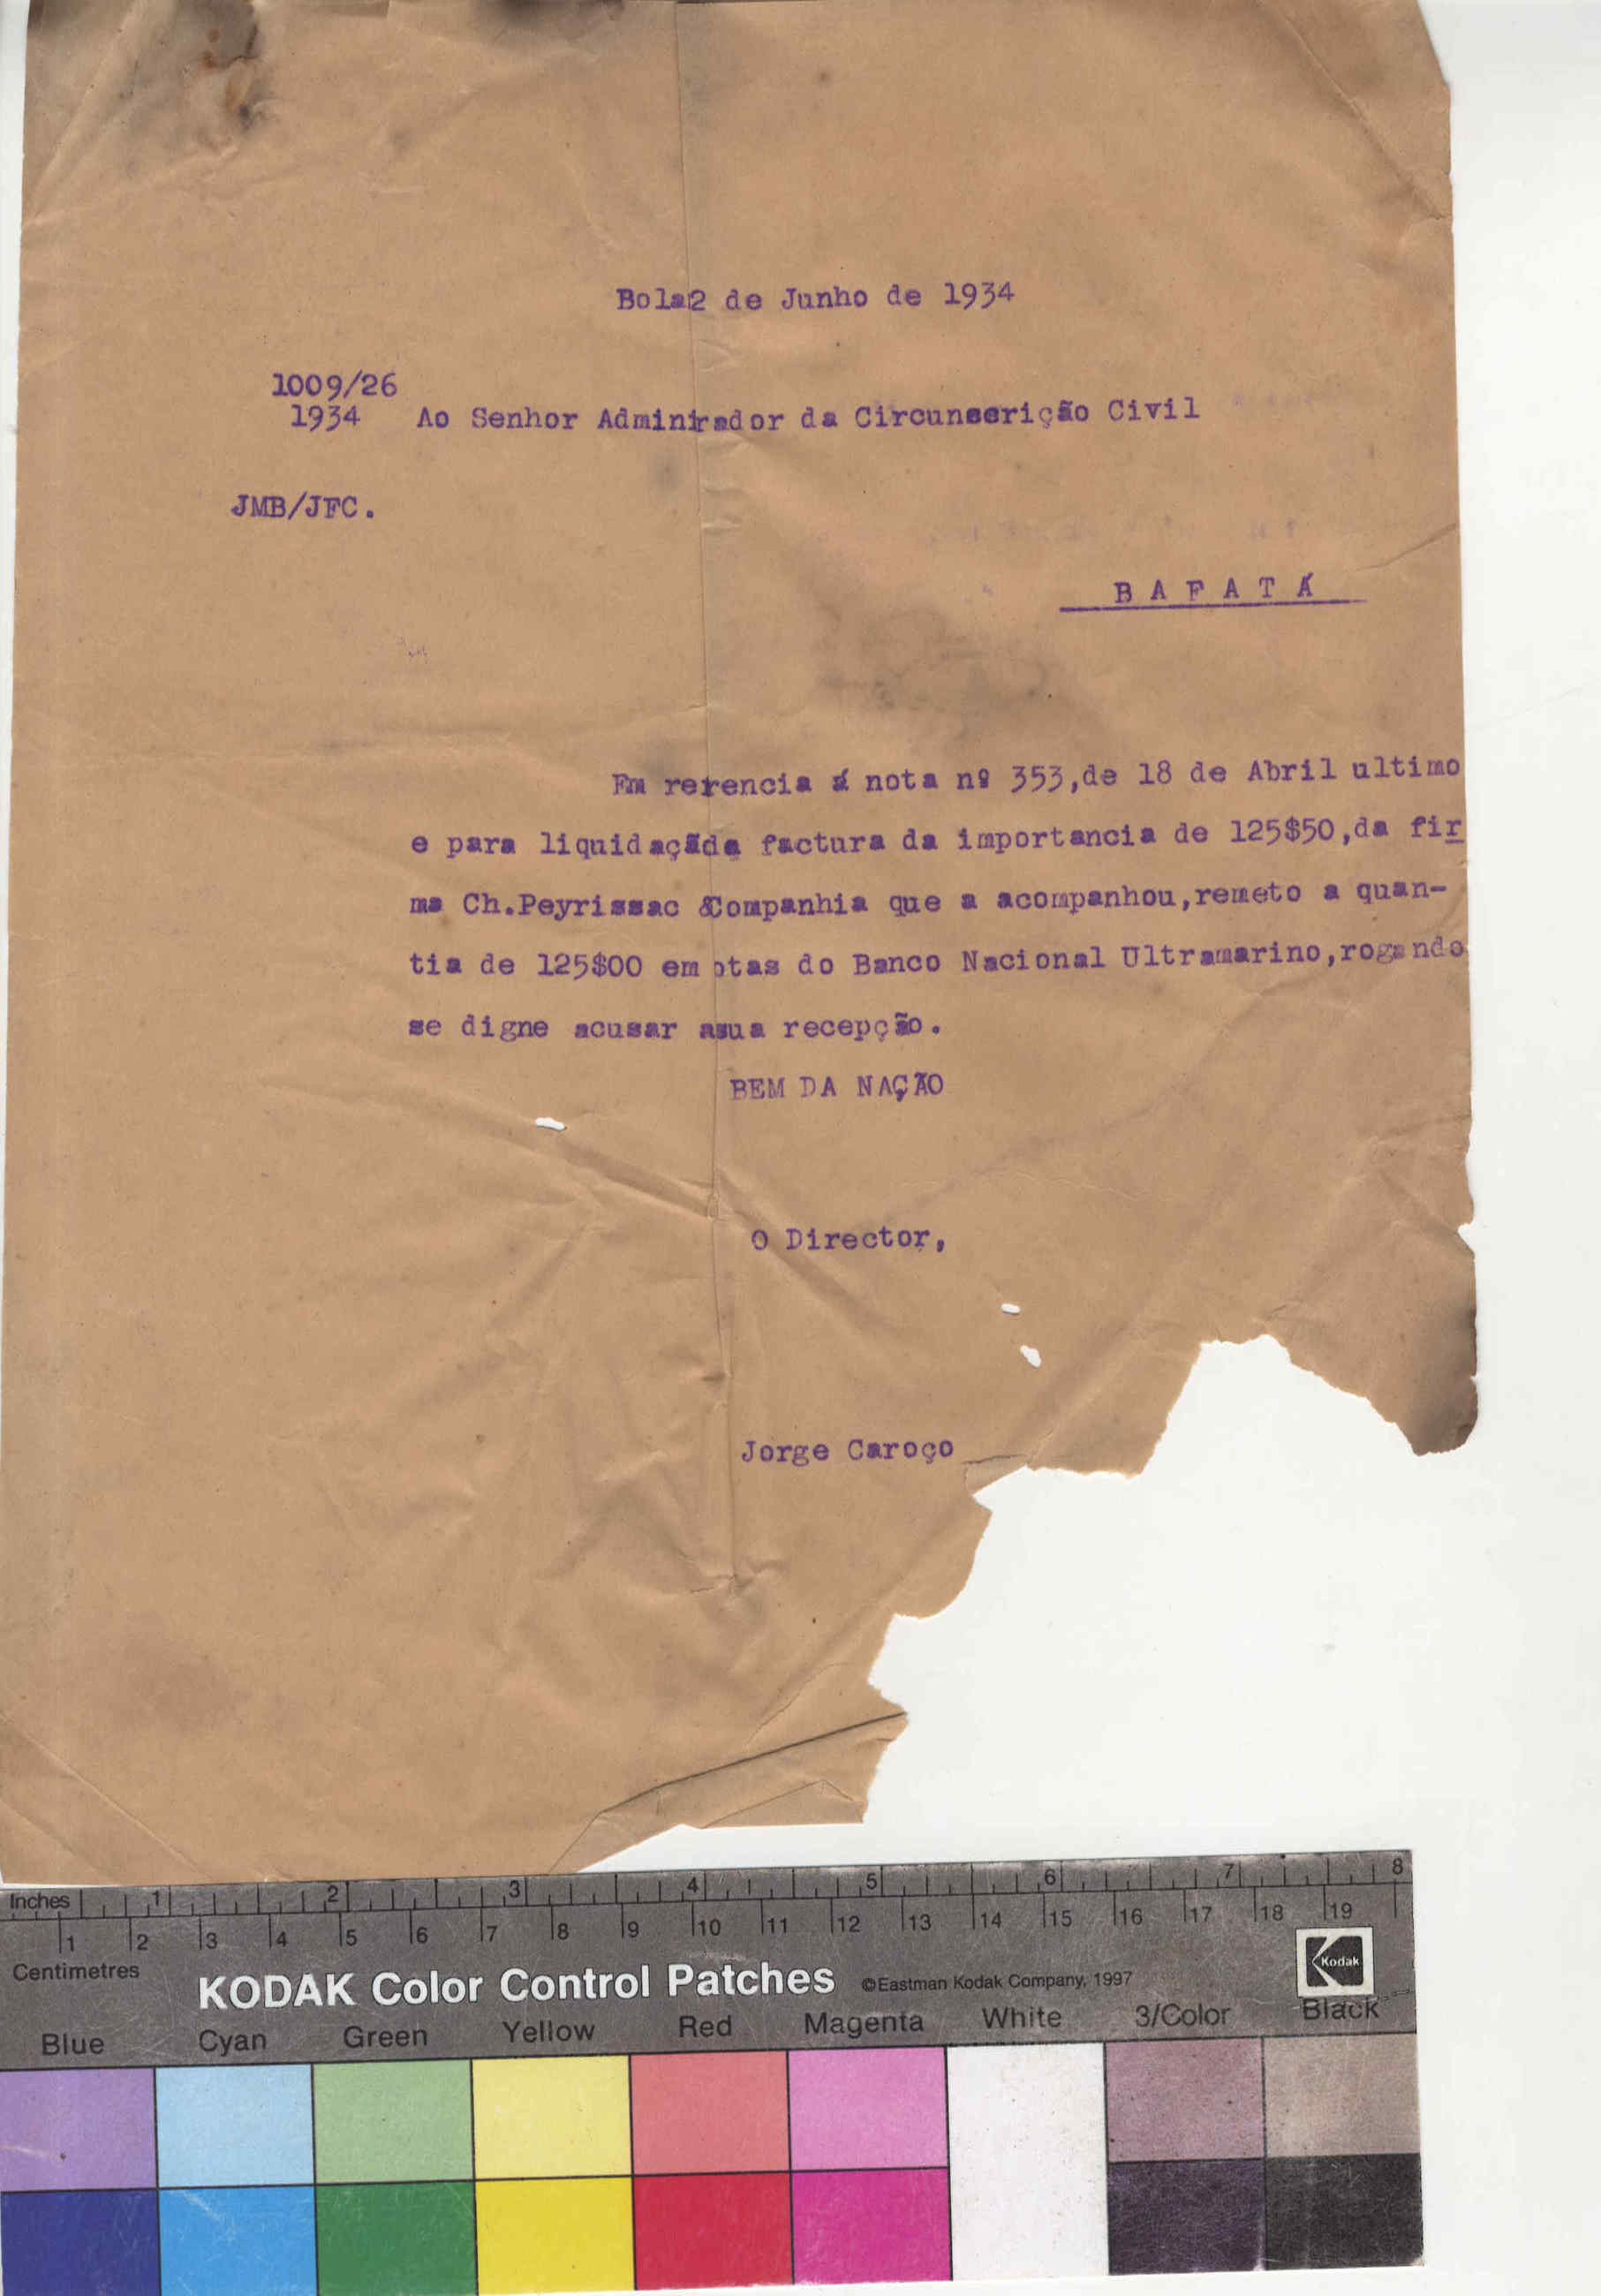 Bola2 de Junho de 1934
1009/26
1934 Ao Senhor Adminirador da Circunscrição Civil
JMB/JFC.
BAFATÁ
Em rerencia á nota nº 353,de 18 de Abril ultimo
e para liquidaçãda factura da importancia de 125$50,da fir
ma Ch.Peyrissac &Companhia que a acompanhou,remeto a quan-
tia de 125$00 em otas do Banco Nacional Ultramarino,rogando
se digne acusar asua recepção.
BEM DA NAÇÃO
O Director,
Jorge Caroço
Inches 1 2 3 4 5 6 7 8
1 2 3 4 5 6 7 8 9 10 11 12 13 14 15 16 17 18 19
Centimetres
KODAK Color Control Patches ©Eastman Kodak Company, 1997 Kodak
Blue Cyan Green Yellow Red Magenta White 3/Color Black